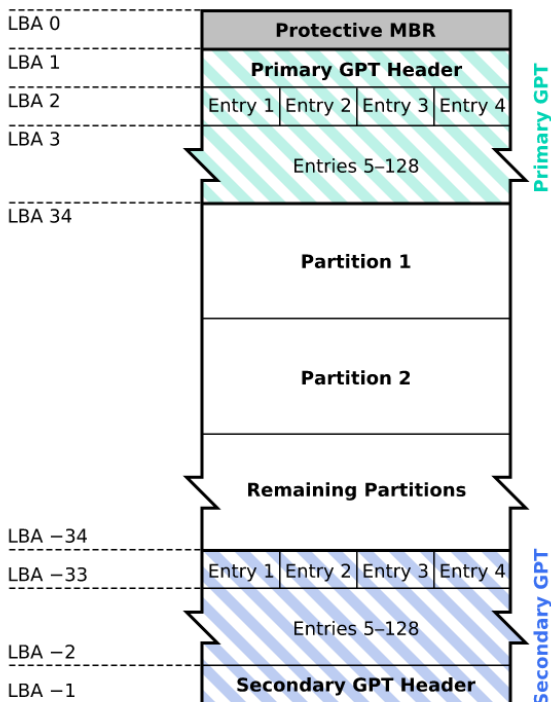 LBA 0
Protective MBR
LBA 1
Primary GPT Header
LBA 2
Entry 1 Entry 2 Entry 3 Entry 4
LBA 3
Entries 5–128
Primary GPT
LBA 34
Partition 1
Partition 2
Remaining Partitions
LBA −34
Entry 1 Entry 2 Entry 3 Entry 4
LBA −33
Entries 5–128
LBA −2
Secondary GPT Header
LBA −1
Secondary GPT